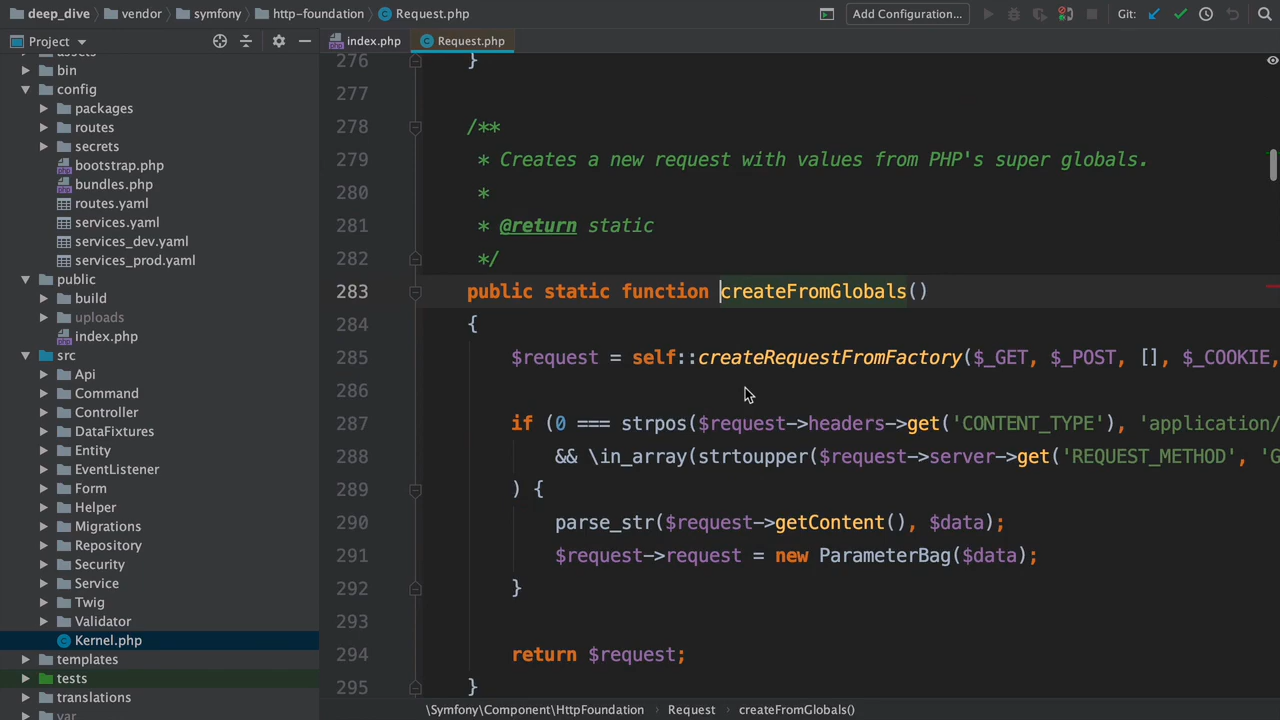 deep_dive vendor symfony http-foundation Request.php Add Configuration... Git:
Project index.php Request.php
assets
bin
config
packages
routes
secrets
bootstrap.php
bundles.php
routes.yaml
services.yaml
services_dev.yaml
services_prod.yaml
public
build
uploads
index.php
src
Api
Command
Controller
DataFixtures
Entity
EventListener
Form
Helper
Migrations
Repository
Security
Service
Twig
Validator
Kernel.php
templates
tests
translations
var
276 }
277
278 /**
279 * Creates a new request with values from PHP's super globals.
280 *
281 * @return static
282 */
283 public static function createFromGlobals()
284 {
285 $request = self::createRequestFromFactory($_GET, $_POST, [], $_COOKIE,
286
287 if (0 === strpos($request->headers->get('CONTENT_TYPE'), 'application/
288 && \in_array(strtoupper($request->server->get('REQUEST_METHOD', 'G
289 ) {
290 parse_str($request->getContent(), $data);
291 $request->request = new ParameterBag($data);
292 }
293
294 return $request;
295 }
\Symfony\Component\HttpFoundation Request createFromGlobals()